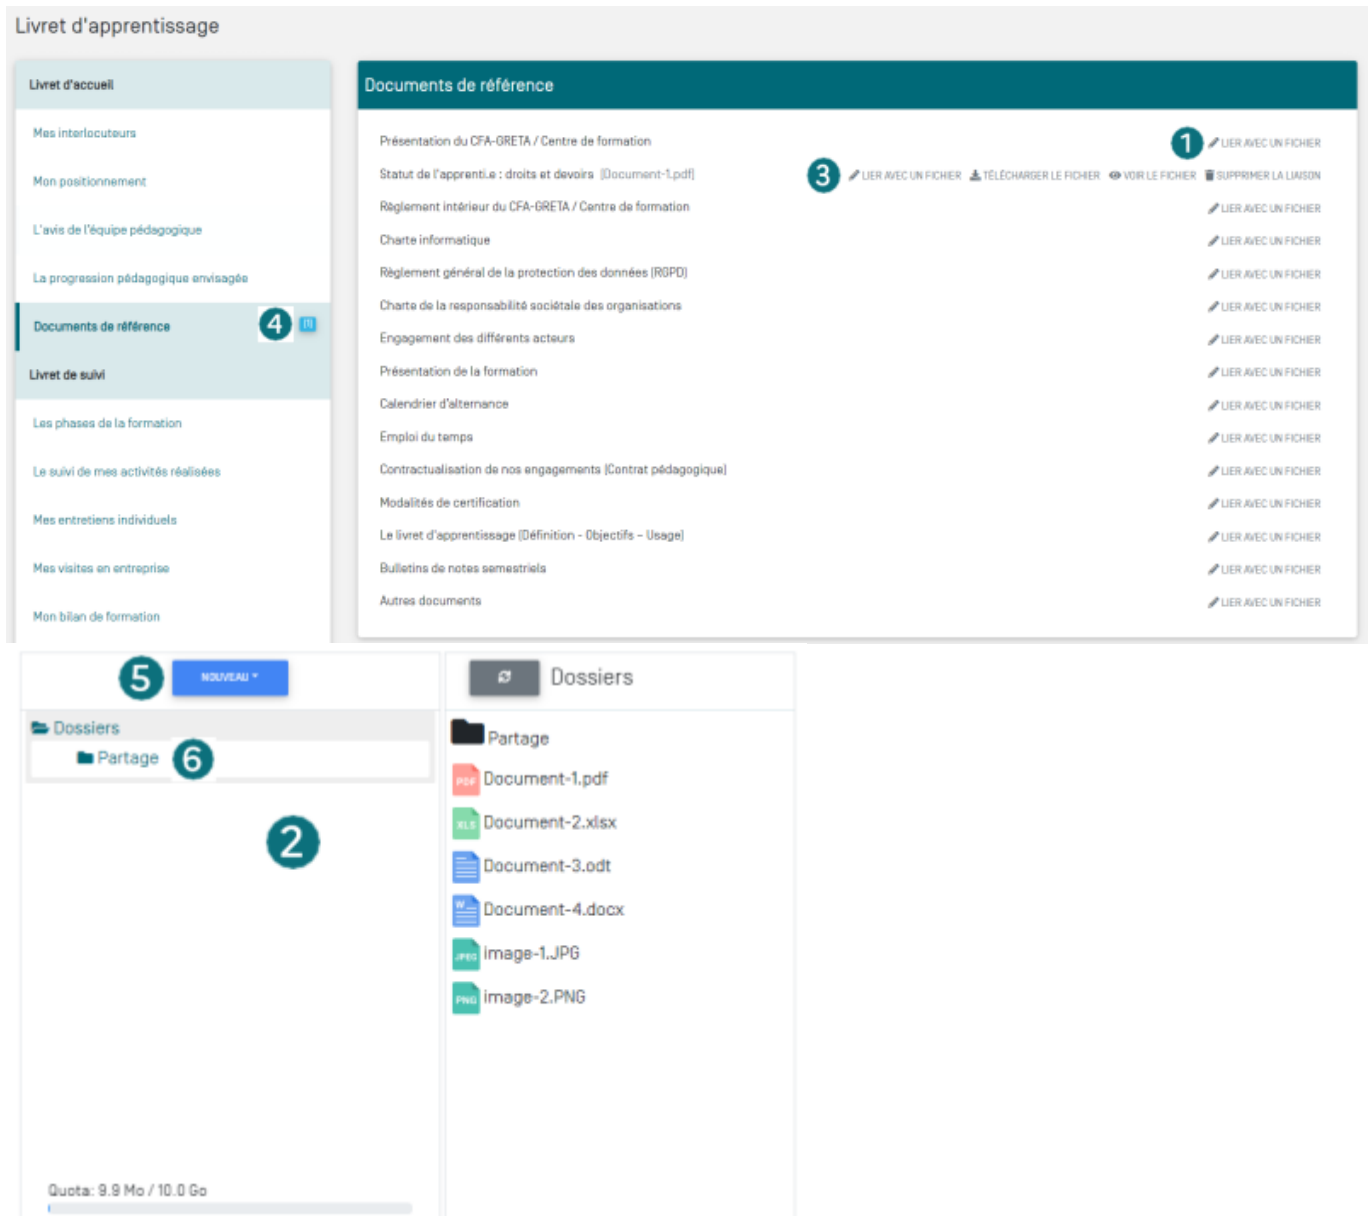 Livret d'apprentissage
Livret d'accueil
Mes interlocuteurs
Mon positionnement
L'avis de l'équipe pédagogique
La progression pédagogique envisagée
Documents de référence 4 [1]
Livret de suivi
Les phases de la formation
Le suivi de mes activités réalisées
Mes entretiens individuels
Mes visites en entreprise
Mon bilan de formation
Documents de référence
Présentation du CFA-GRETA / Centre de formation 1 LIER AVEC UN FICHIER
Statut de l'apprenti.e : droits et devoirs [Document-1.pdf] 3 LIER AVEC UN FICHIER TÉLÉCHARGER LE FICHIER VOIR LE FICHIER SUPPRIMER LA LIAISON
Règlement intérieur du CFA-GRETA / Centre de formation LIER AVEC UN FICHIER
Charte informatique LIER AVEC UN FICHIER
Règlement général de la protection des données (RGPD) LIER AVEC UN FICHIER
Charte de la responsabilité sociétale des organisations LIER AVEC UN FICHIER
Engagement des différents acteurs LIER AVEC UN FICHIER
Présentation de la formation LIER AVEC UN FICHIER
Calendrier d'alternance LIER AVEC UN FICHIER
Emploi du temps LIER AVEC UN FICHIER
Contractualisation de nos engagements (Contrat pédagogique) LIER AVEC UN FICHIER
Modalités de certification LIER AVEC UN FICHIER
Le livret d'apprentissage (Définition - Objectifs – Usage) LIER AVEC UN FICHIER
Bulletins de notes semestriels LIER AVEC UN FICHIER
Autres documents LIER AVEC UN FICHIER
5 NOUVEAU
Dossiers
Partage 6
2
Quota: 9.9 Mo / 10.0 Go
Dossiers
Partage
PDF Document-1.pdf
XLS Document-2.xlsx
Document-3.odt
W Document-4.docx
JPEG image-1.JPG
PNG image-2.PNG